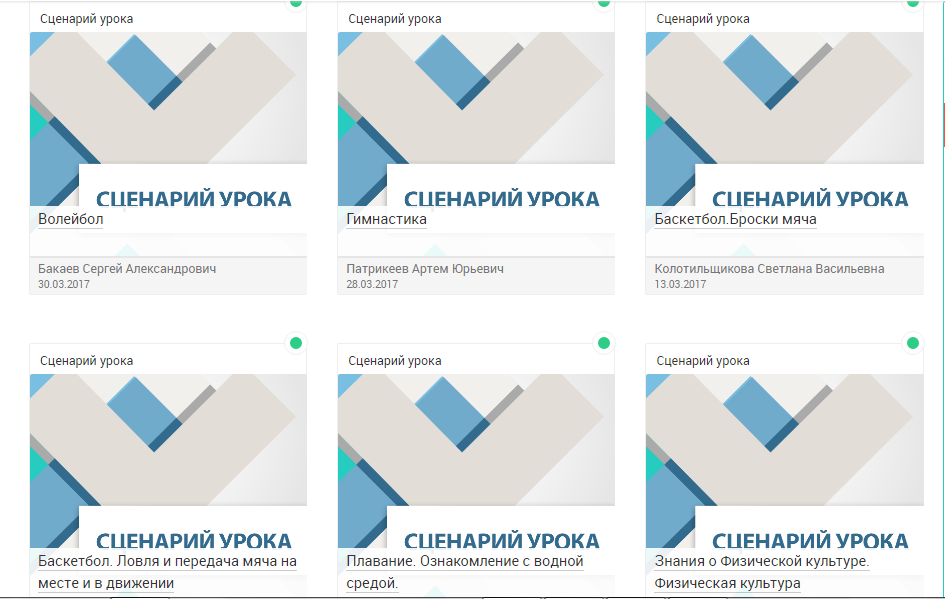 Сценарий урока
Сценарий урока
Сценарий урока
СЦЕНАРИЙ УРОКА
СЦЕНАРИЙ УРОКА
СЦЕНАРИЙ УРОКА
Волейбол
Гимнастика
Баскетбол.Броски мяча
Бакаев Сергей Александрович
30.03.2017
Патрикеев Артем Юрьевич
28.03.2017
Колотильщикова Светлана Васильевна
13.03.2017
Сценарий урока
Сценарий урока
Сценарий урока
СЦЕНАРИЙ УРОКА
СЦЕНАРИЙ УРОКА
СЦЕНАРИЙ УРОКА
Баскетбол. Ловля и передача мяча на
месте и в движении
Плавание. Ознакомление с водной
средой.
Знания о Физической культуре.
Физическая культура